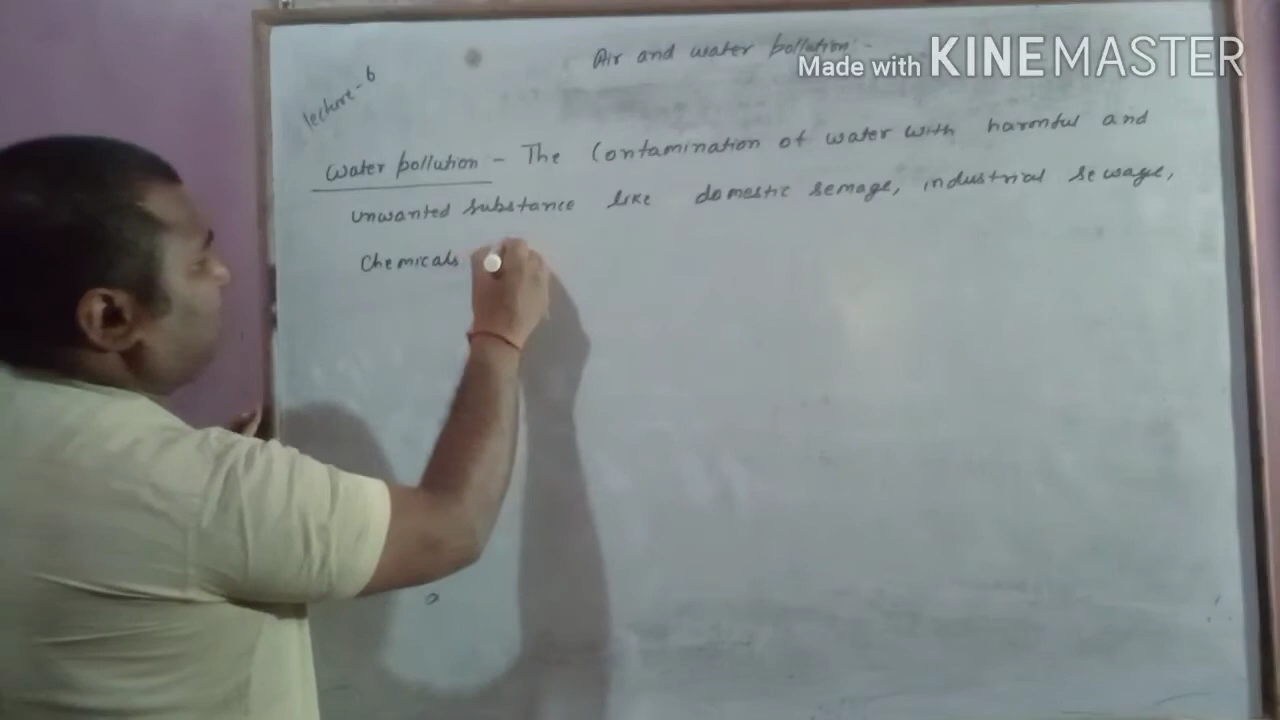 Air and water pollution -
Made with KINEMASTER
lecture - 6
water pollution - The Contamination of water with harmful and
unwanted substance like domestic semage, industrial sewage,
Chemicals